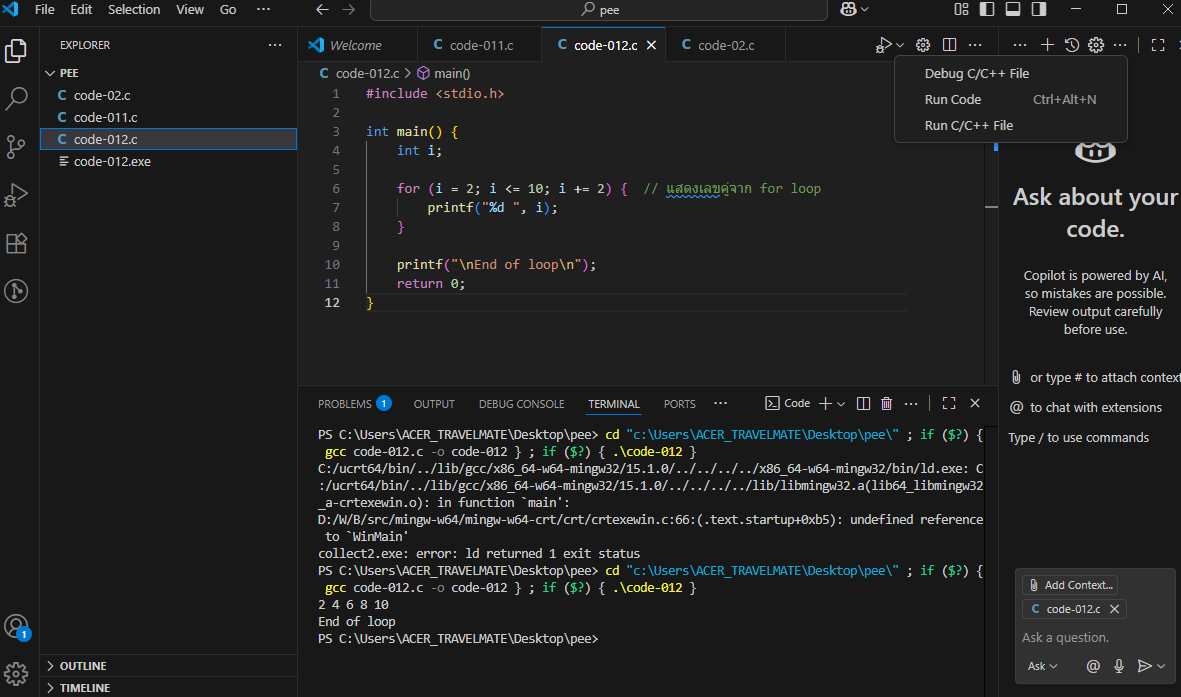 File Edit Selection View Go ··· pee
EXPLORER ···
PEE
C code-02.c
C code-011.c
C code-012.c
code-012.exe
OUTLINE
TIMELINE
1
Welcome C code-011.c C code-012.c C code-02.c
C code-012.c > main()
1 #include <stdio.h>
2
3 int main() {
4 int i;
5
6 for (i = 2; i <= 10; i += 2) { // แสดงเลขคู่จาก for loop
7 printf("%d ", i);
8 }
9
10 printf("\nEnd of loop\n");
11 return 0;
12 }
Debug C/C++ File
Run Code Ctrl+Alt+N
Run C/C++ File
PROBLEMS 1 OUTPUT DEBUG CONSOLE TERMINAL PORTS ··· Code
PS C:\Users\ACER_TRAVELMATE\Desktop\pee> cd "c:\Users\ACER_TRAVELMATE\Desktop\pee\" ; if ($?) {
gcc code-012.c -o code-012 } ; if ($?) { .\code-012 }
C:/ucrt64/bin/../lib/gcc/x86_64-w64-mingw32/15.1.0/../../../../x86_64-w64-mingw32/bin/ld.exe: C
:/ucrt64/bin/../lib/gcc/x86_64-w64-mingw32/15.1.0/../../../../lib/libmingw32.a(lib64_libmingw32
_a-crtexewin.o): in function `main':
D:/W/B/src/mingw-w64/mingw-w64-crt/crt/crtexewin.c:66:(.text.startup+0xb5): undefined reference
to `WinMain'
collect2.exe: error: ld returned 1 exit status
PS C:\Users\ACER_TRAVELMATE\Desktop\pee> cd "c:\Users\ACER_TRAVELMATE\Desktop\pee\" ; if ($?) {
gcc code-012.c -o code-012 } ; if ($?) { .\code-012 }
2 4 6 8 10
End of loop
PS C:\Users\ACER_TRAVELMATE\Desktop\pee>
Ask about your
code.
Copilot is powered by AI,
so mistakes are possible.
Review output carefully
before use.
or type # to attach context
@ to chat with extensions
Type / to use commands
Add Context...
C code-012.c
Ask a question.
Ask @